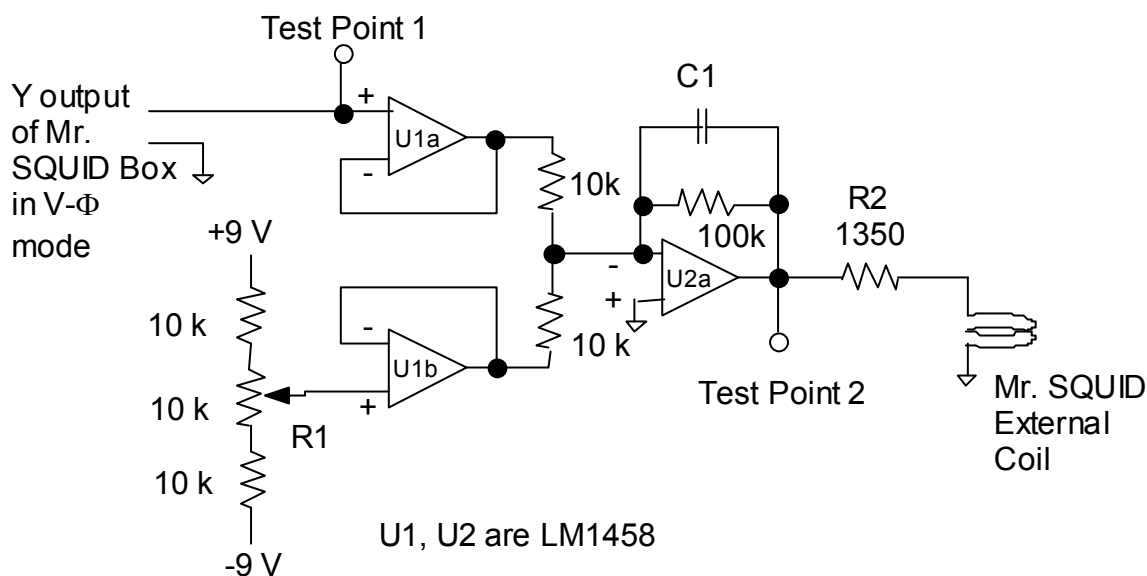 Test Point 1
Y output
of Mr.
SQUID Box
in V-Φ
mode
+
U1a
-
10k
C1
100k
R2
1350
-
+
U2a
+9 V
10 k
10 k
10 k
-9 V
R1
-
U1b
+
10 k
Test Point 2
Mr. SQUID
External
Coil
U1, U2 are LM1458